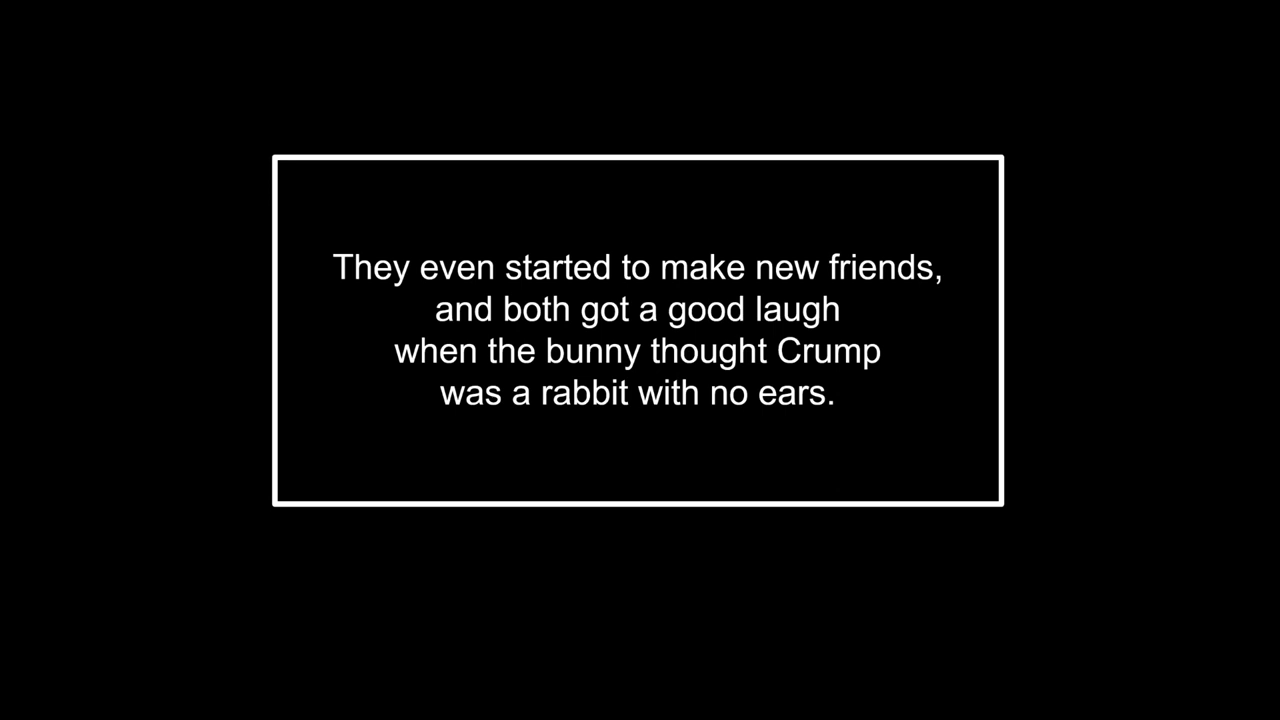 They even started to make new friends,
and both got a good laugh
when the bunny thought Crump
was a rabbit with no ears.